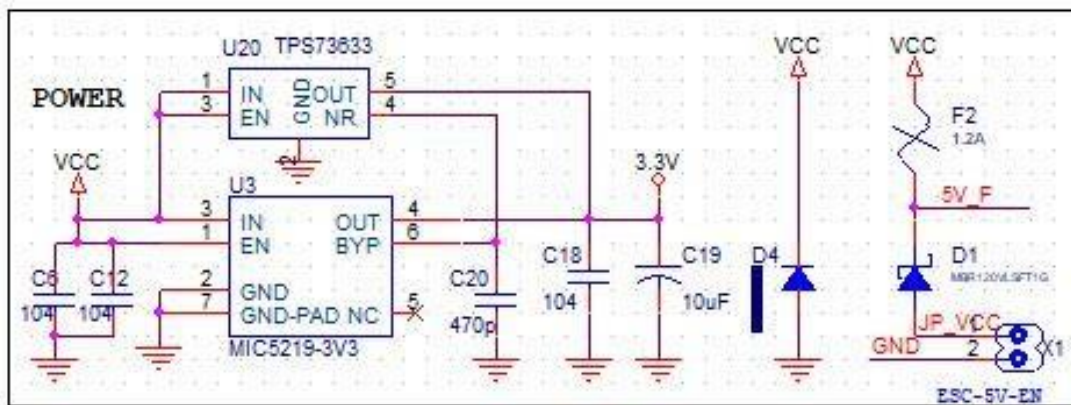 U20 TPS73633
POWER
1 IN OUT 5
3 EN GND NR 4
2
VCC
U3
3 IN OUT 4
1 EN BYP 6
2 GND
7 GND-PAD NC 5
MIC5219-3V3
C6
104
C12
104
C20
470p
C18
104
3.3V
C19
10uF
VCC
D4
VCC
F2
1.2A
5V_F
D1
MBR120VLSFT1G
JP_VCC 1
GND 2
X1
ESC-5V-EN